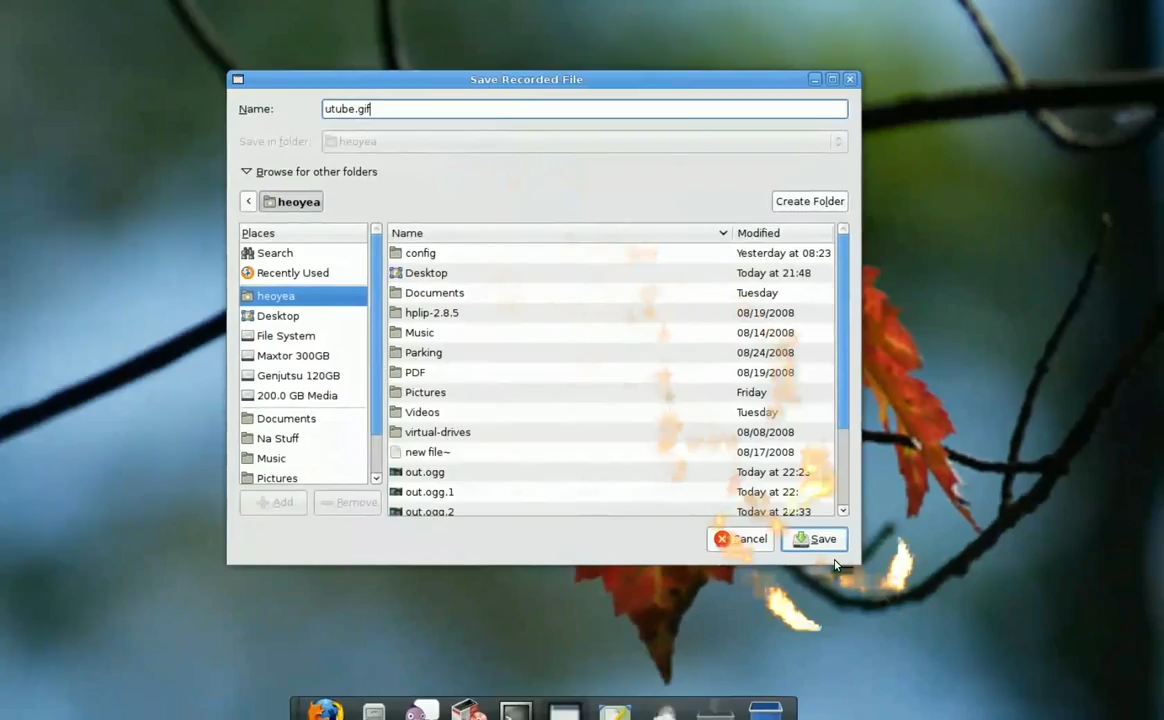 Save Recorded File
Name: utube.gif
Save in folder: heoyea
Browse for other folders
heoyea Create Folder
Places Name Modified
Search config Yesterday at 08:23
Recently Used Desktop Today at 21:48
heoyea Documents Tuesday
Desktop hplip-2.8.5 08/19/2008
File System Music 08/14/2008
Maxtor 300GB Parking 08/24/2008
Genjutsu 120GB PDF 08/19/2008
200.0 GB Media Pictures Friday
Documents Videos Tuesday
Na Stuff virtual-drives 08/08/2008
Music new file~ 08/17/2008
Pictures out.ogg Today at
out.ogg.1 Today at 22:
out.ogg.2 Today at 22:33
Add Remove
Cancel Save